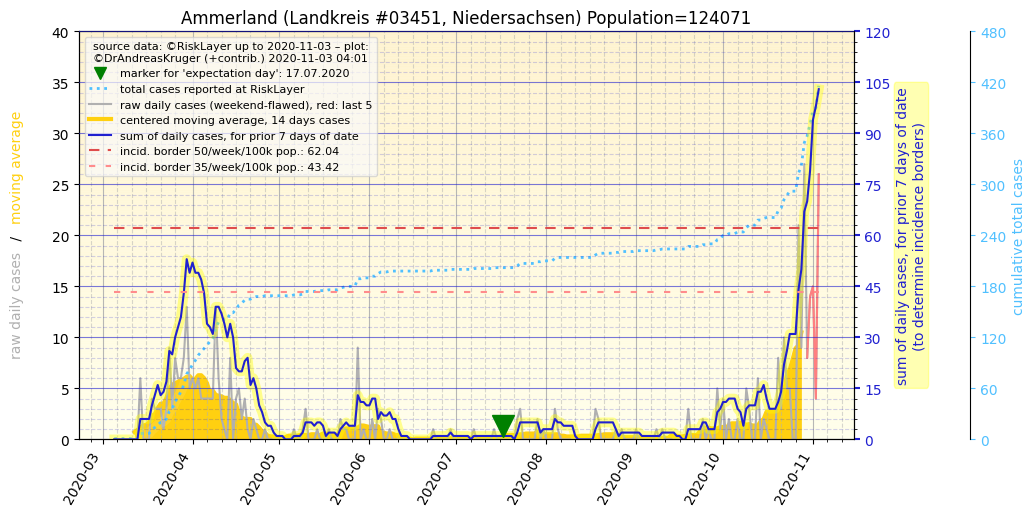 Ammerland (Landkreis #03451, Niedersachsen) Population=124071
source data: ©RiskLayer up to 2020-11-03 – plot:
©DrAndreasKruger (+contrib.) 2020-11-03 04:01
marker for 'expectation day': 17.07.2020
total cases reported at RiskLayer
raw daily cases (weekend-flawed), red: last 5
centered moving average, 14 days cases
sum of daily cases, for prior 7 days of date
incid. border 50/week/100k pop.: 62.04
incid. border 35/week/100k pop.: 43.42
raw daily cases / moving average
40
35
30
25
20
15
10
5
0
120
105
90
75
60
45
30
15
0
sum of daily cases, for prior 7 days of date
(to determine incidence borders)
480
420
360
300
240
180
120
60
0
cumulative total cases
2020-03
2020-04
2020-05
2020-06
2020-07
2020-08
2020-09
2020-10
2020-11